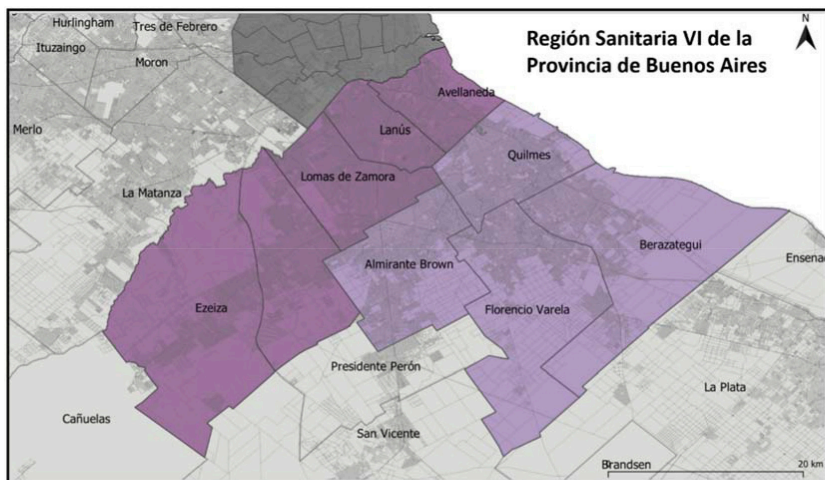 Región Sanitaria VI de la
Provincia de Buenos Aires
N
Hurlingham
Tres de Febrero
Ituzaingo
Moron
Merlo
Avellaneda
Lanús
Quilmes
La Matanza
Lomas de Zamora
Berazategui
Ensenad
Almirante Brown
Ezeiza
Florencio Varela
Presidente Perón
La Plata
Cañuelas
San Vicente
Brandsen
0
20 km